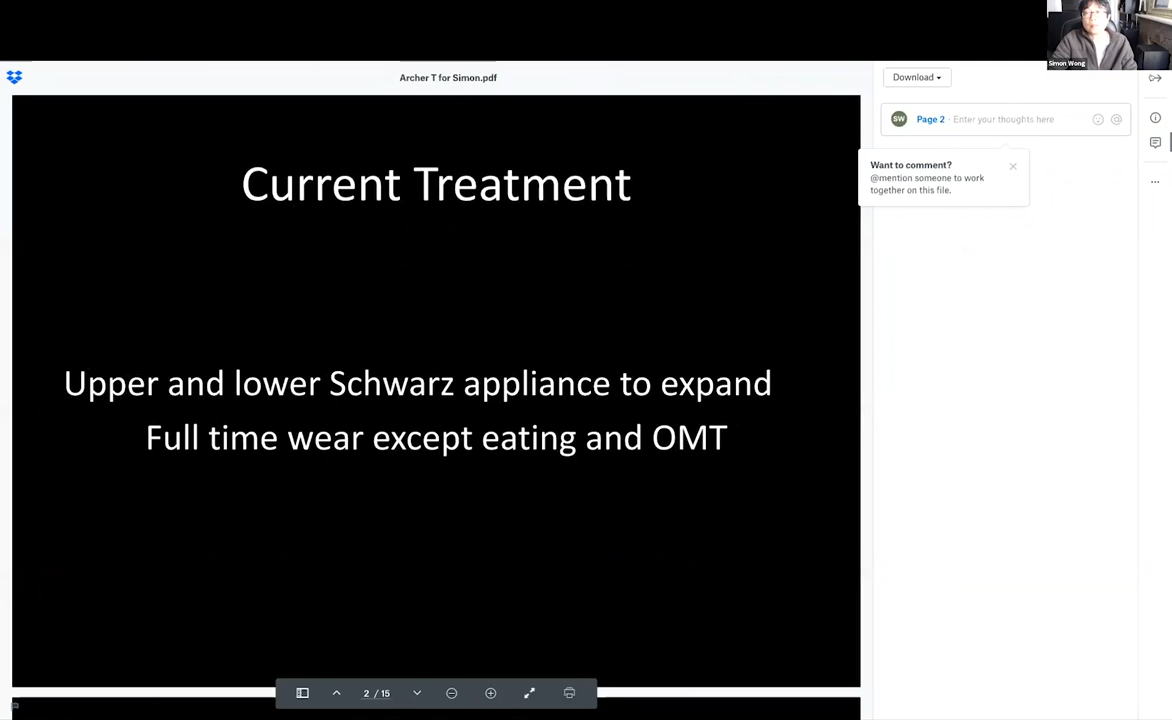 Simon Wong
Archer T for Simon.pdf
Download
SW Page 2 Enter your thoughts here
Want to comment?
@mention someone to work
together on this file.
Current Treatment
Upper and lower Schwarz appliance to expand
Full time wear except eating and OMT
2 / 15